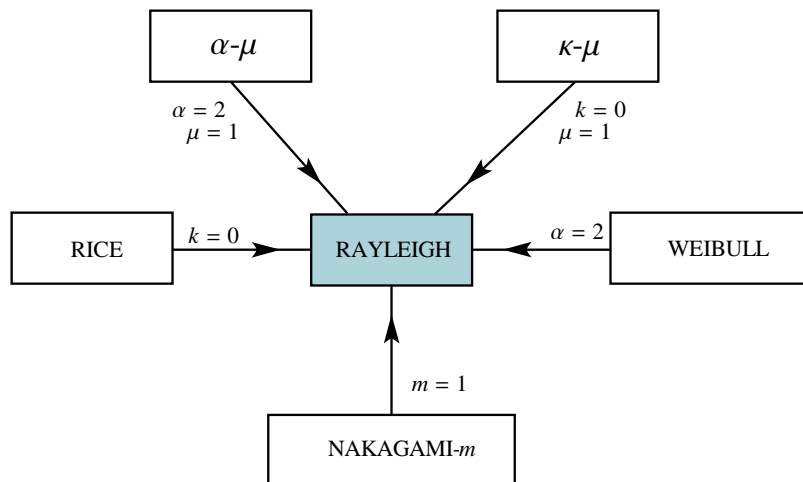 α-μ
κ-μ
α = 2
μ = 1
k = 0
μ = 1
RICE
k = 0
RAYLEIGH
α = 2
WEIBULL
m = 1
NAKAGAMI-m